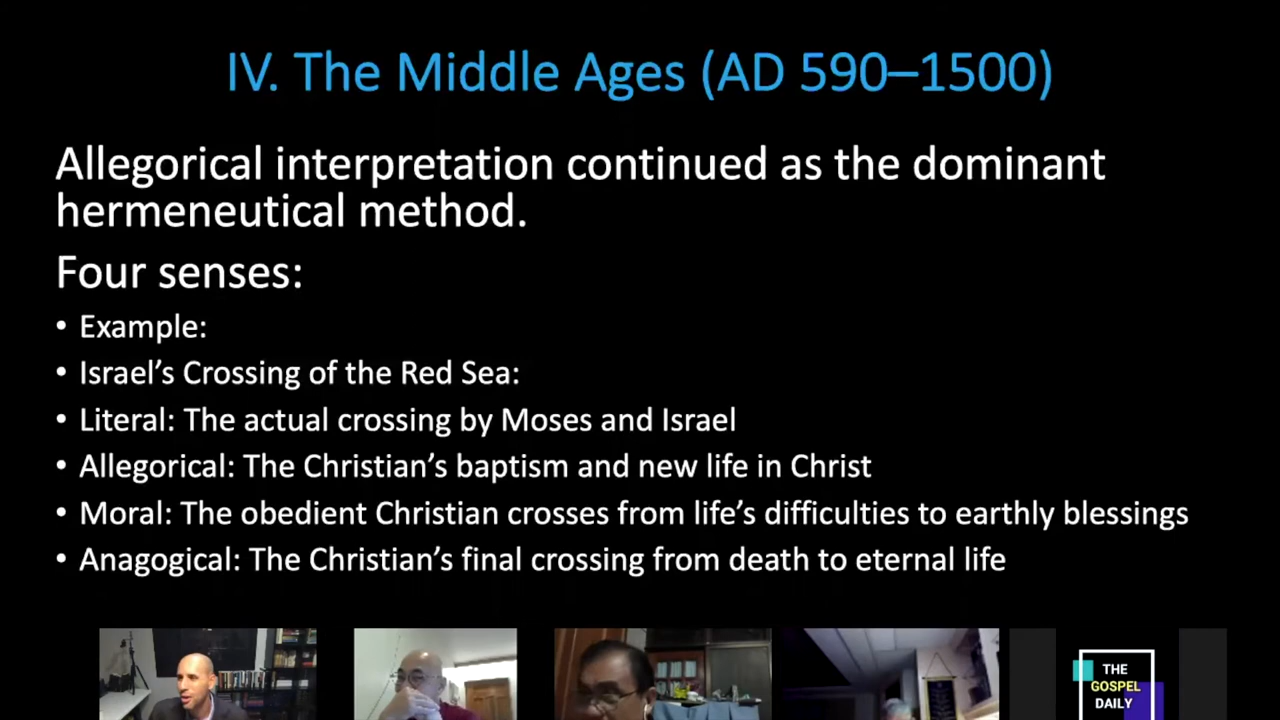 IV. The Middle Ages (AD 590–1500)
Allegorical interpretation continued as the dominant
hermeneutical method.
Four senses:
• Example:
• Israel’s Crossing of the Red Sea:
• Literal: The actual crossing by Moses and Israel
• Allegorical: The Christian’s baptism and new life in Christ
• Moral: The obedient Christian crosses from life’s difficulties to earthly blessings
• Anagogical: The Christian’s final crossing from death to eternal life
THE
GOSPEL
DAILY